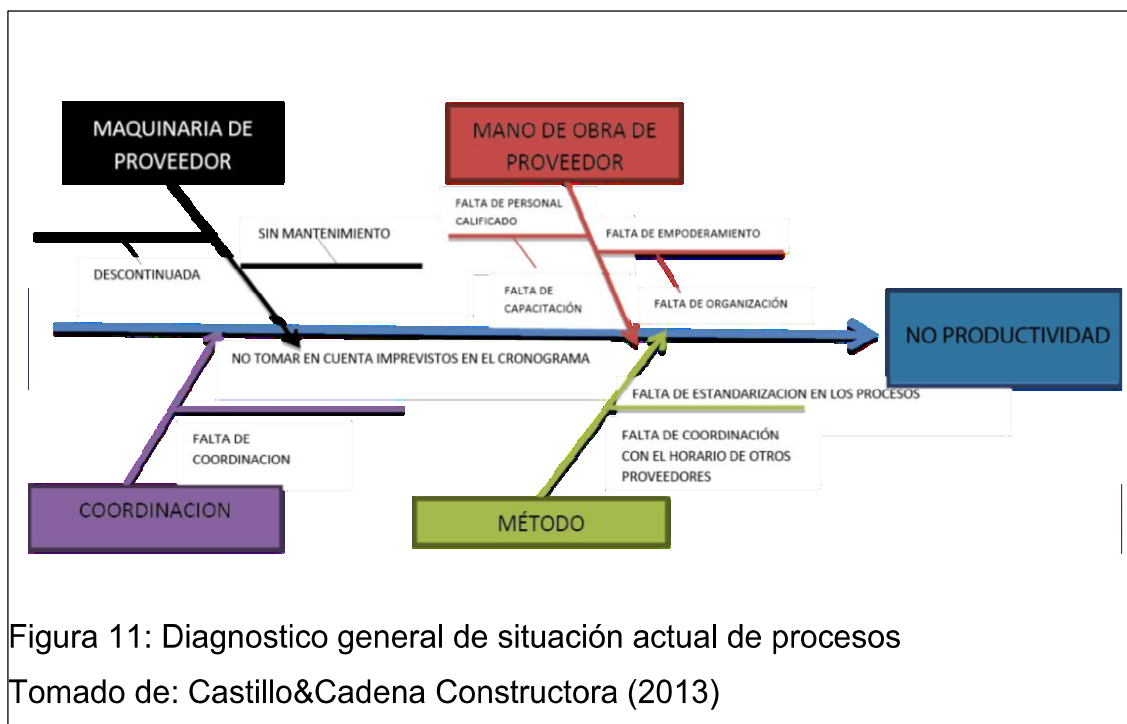 MAQUINARIA DE
PROVEEDOR
MANO DE OBRA DE
PROVEEDOR
FALTA DE PERSONAL
CALIFICADO
SIN MANTENIMIENTO
FALTA DE EMPODERAMIENTO
DESCONTINUADA
FALTA DE
CAPACITACIÓN
FALTA DE ORGANIZACIÓN
NO PRODUCTIVIDAD
NO TOMAR EN CUENTA IMPREVISTOS EN EL CRONOGRAMA
FALTA DE ESTANDARIZACION EN LOS PROCESOS
FALTA DE
COORDINACION
FALTA DE COORDINACIÓN
CON EL HORARIO DE OTROS
PROVEEDORES
COORDINACION
MÉTODO
Figura 11: Diagnostico general de situación actual de procesos
Tomado de: Castillo&Cadena Constructora (2013)